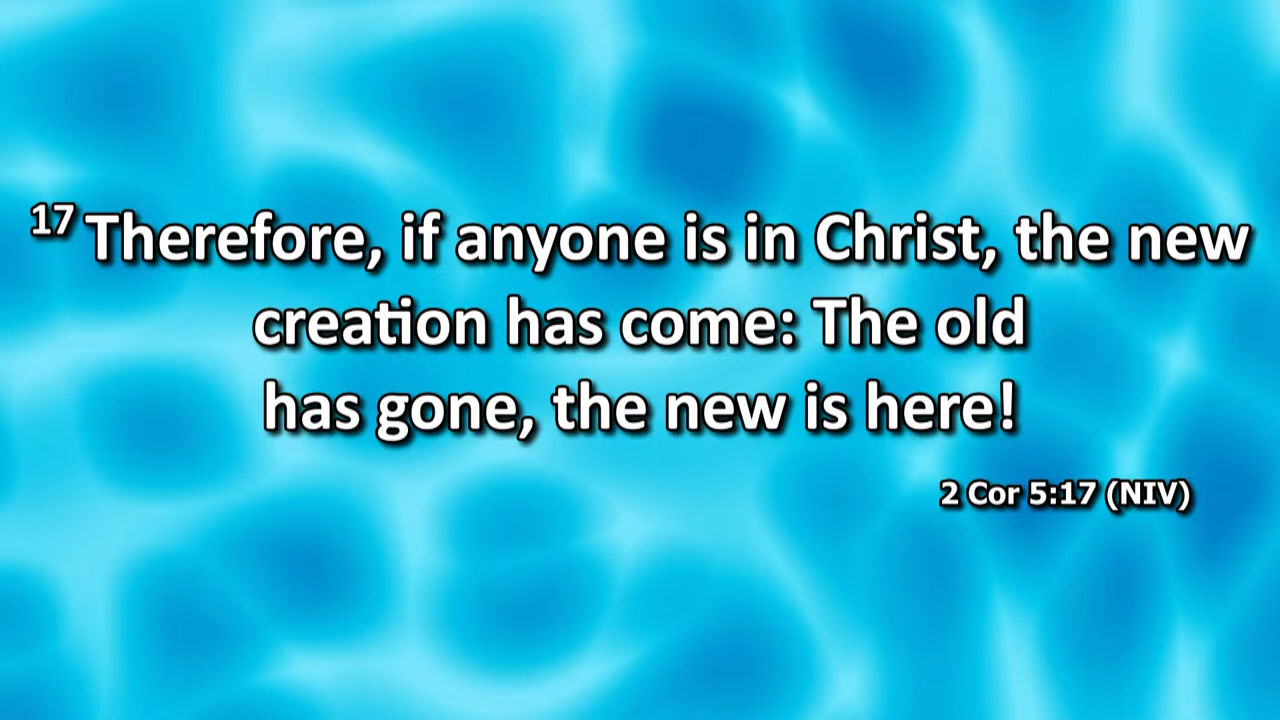 17 Therefore, if anyone is in Christ, the new
creation has come: The old
has gone, the new is here!
2 Cor 5:17 (NIV)